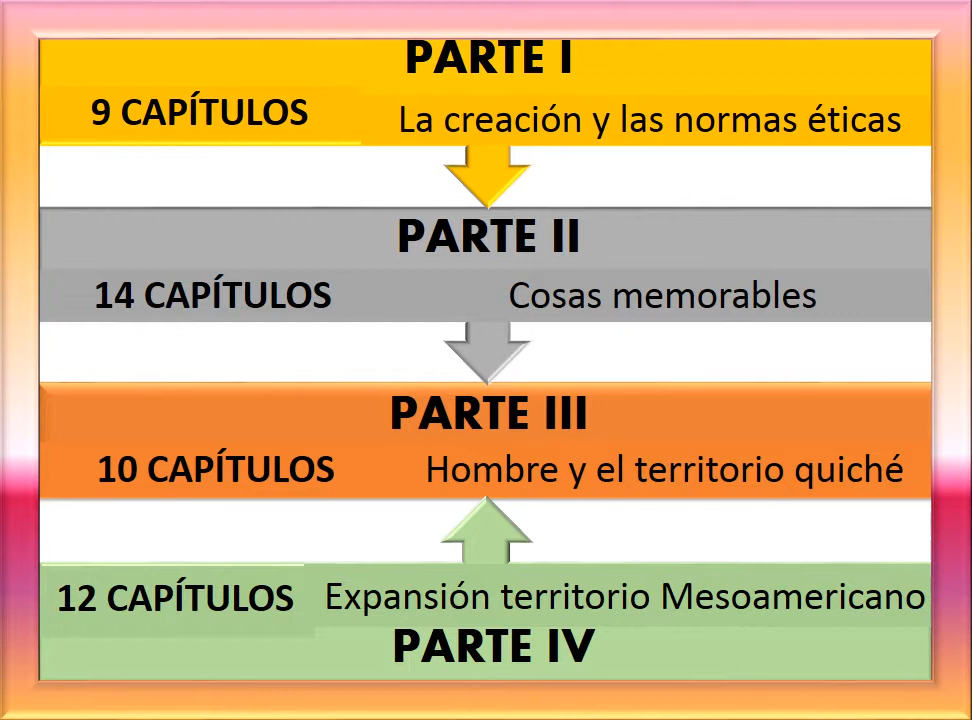 PARTE I
9 CAPÍTULOS La creación y las normas éticas
PARTE II
14 CAPÍTULOS Cosas memorables
PARTE III
10 CAPÍTULOS Hombre y el territorio quiché
12 CAPÍTULOS Expansión territorio Mesoamericano
PARTE IV